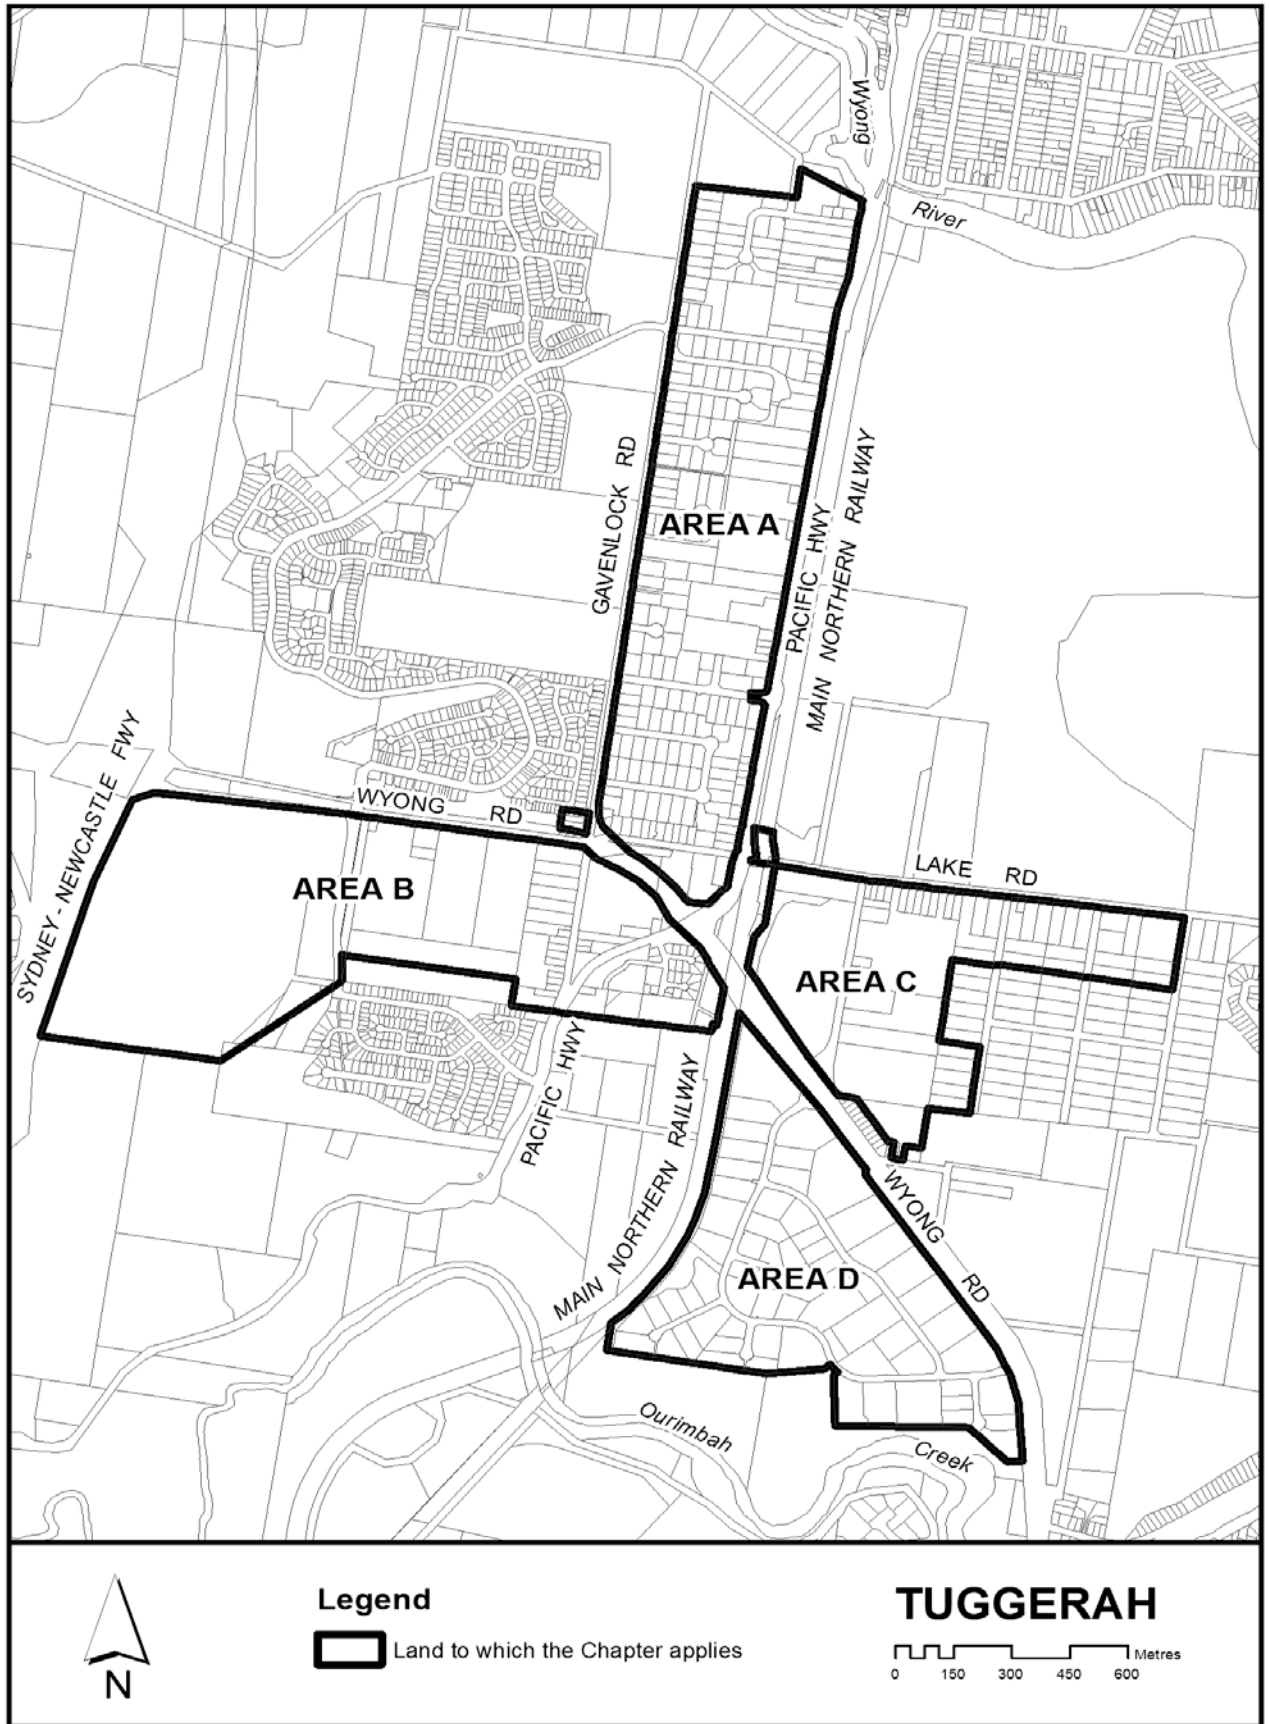 Wyong
River
GAVENLOCK RD
AREA A
PACIFIC HWY
MAIN NORTHERN RAILWAY
SYDNEY - NEWCASTLE FWY
WYONG RD
LAKE RD
AREA B
AREA C
PACIFIC HWY
MAIN NORTHERN RAILWAY
WYONG RD
AREA D
Ourimbah
Creek
N
Legend
Land to which the Chapter applies
TUGGERAH
Metres
0 150 300 450 600